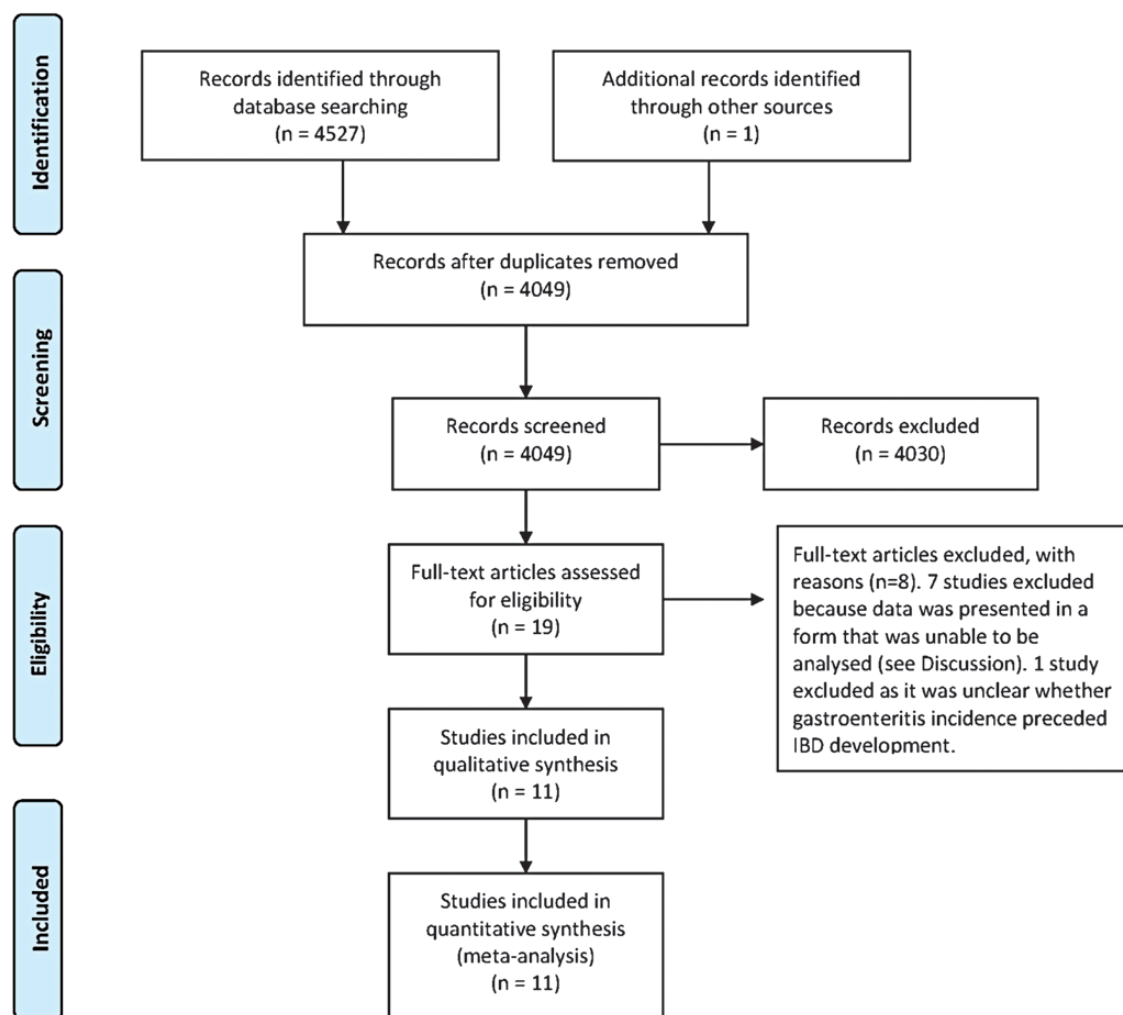 Identification
Records identified through
database searching
(n = 4527)
Additional records identified
through other sources
(n = 1)
Records after duplicates removed
(n = 4049)
Screening
Records screened
(n = 4049)
Records excluded
(n = 4030)
Eligibility
Full-text articles assessed
for eligibility
(n = 19)
Full-text articles excluded, with
reasons (n=8). 7 studies excluded
because data was presented in a
form that was unable to be
analysed (see Discussion). 1 study
excluded as it was unclear whether
gastroenteritis incidence preceded
IBD development.
Studies included in
qualitative synthesis
(n = 11)
Included
Studies included in
quantitative synthesis
(meta-analysis)
(n = 11)